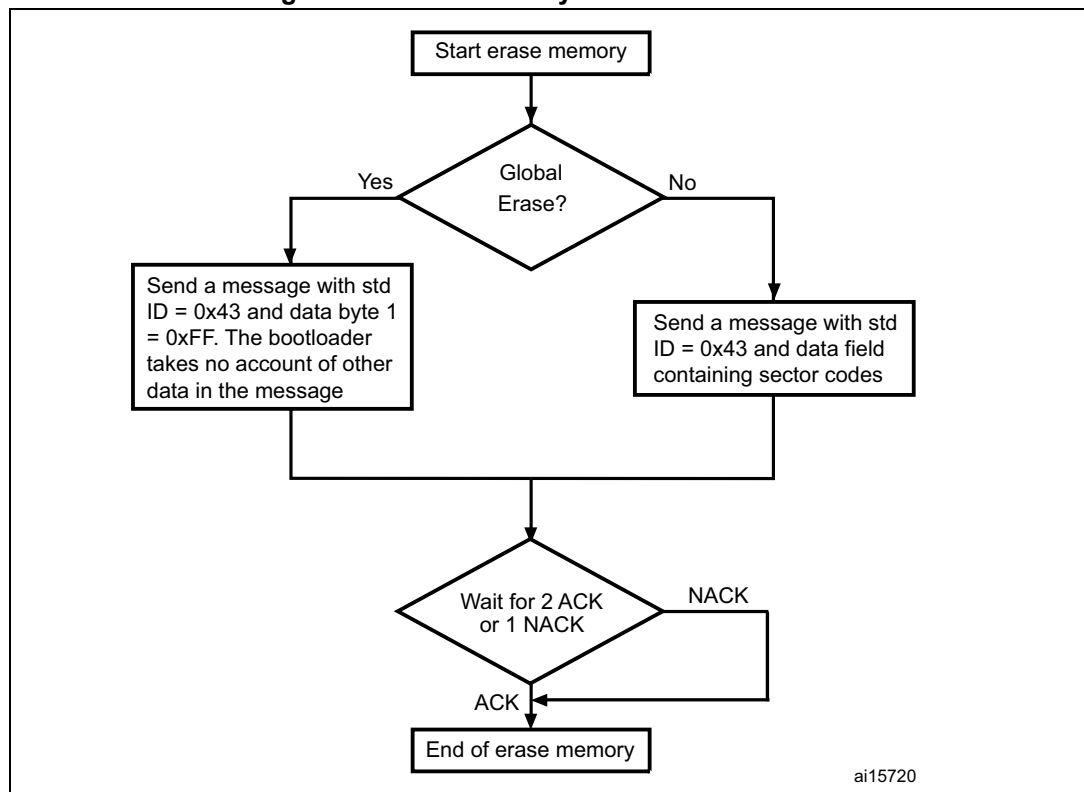 Start erase memory
Global
Erase?
Yes
No
Send a message with std
ID = 0x43 and data byte 1
= 0xFF. The bootloader
takes no account of other
data in the message
Send a message with std
ID = 0x43 and data field
containing sector codes
Wait for 2 ACK
or 1 NACK
NACK
ACK
End of erase memory
ai15720